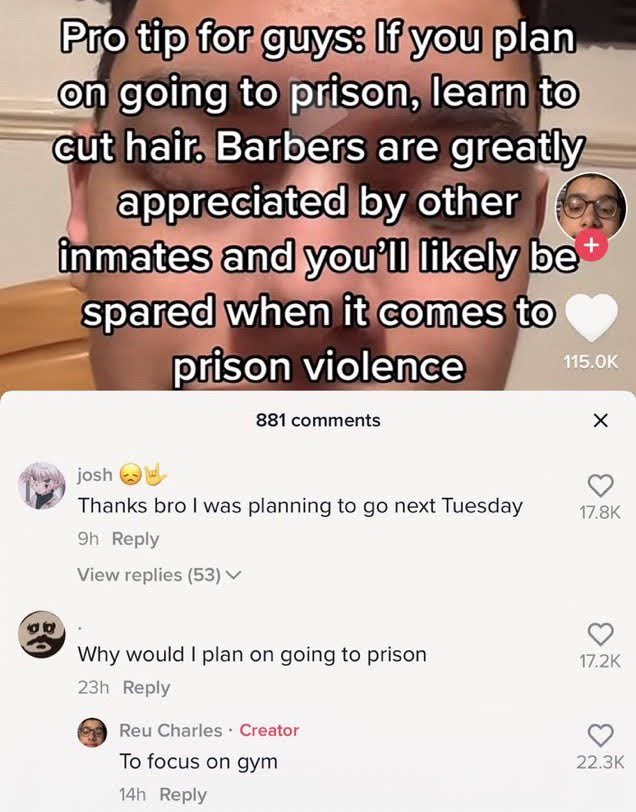 Pro tip for guys: If you plan
on going to prison, learn to
cut hair. Barbers are greatly
appreciated by other
inmates and you'll likely be
spared when it comes to
prison violence
115.0K
881 comments
josh 😞🤟
Thanks bro I was planning to go next Tuesday
17.8K
9h Reply
View replies (53)
.
Why would I plan on going to prison
17.2K
23h Reply
Reu Charles · Creator
To focus on gym
22.3K
14h Reply